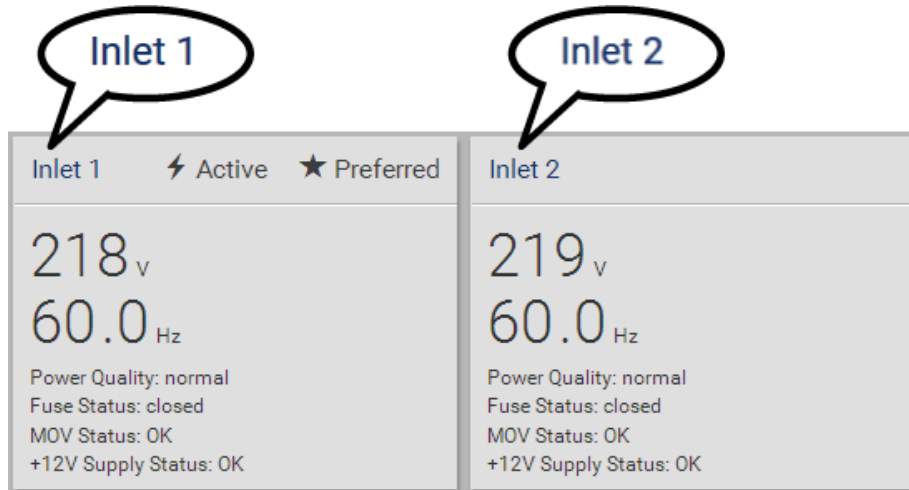 Inlet 1
Inlet 2
Inlet 1 Active Preferred
218 V
60.0 Hz
Power Quality: normal
Fuse Status: closed
MOV Status: OK
+12V Supply Status: OK
Inlet 2
219 V
60.0 Hz
Power Quality: normal
Fuse Status: closed
MOV Status: OK
+12V Supply Status: OK